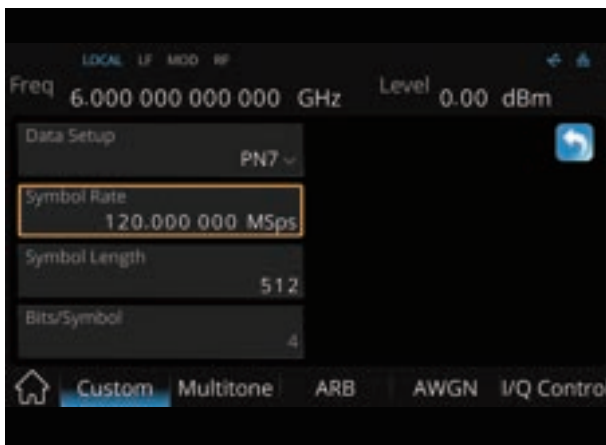 LOCAL LF MOD RF
Freq 6.000 000 000 000 GHz Level 0.00 dBm
Data Setup
PN7
Symbol Rate
120.000 000 MSps
Symbol Length
512
Bits/Symbol
4
Custom Multitone ARB AWGN I/Q Contro